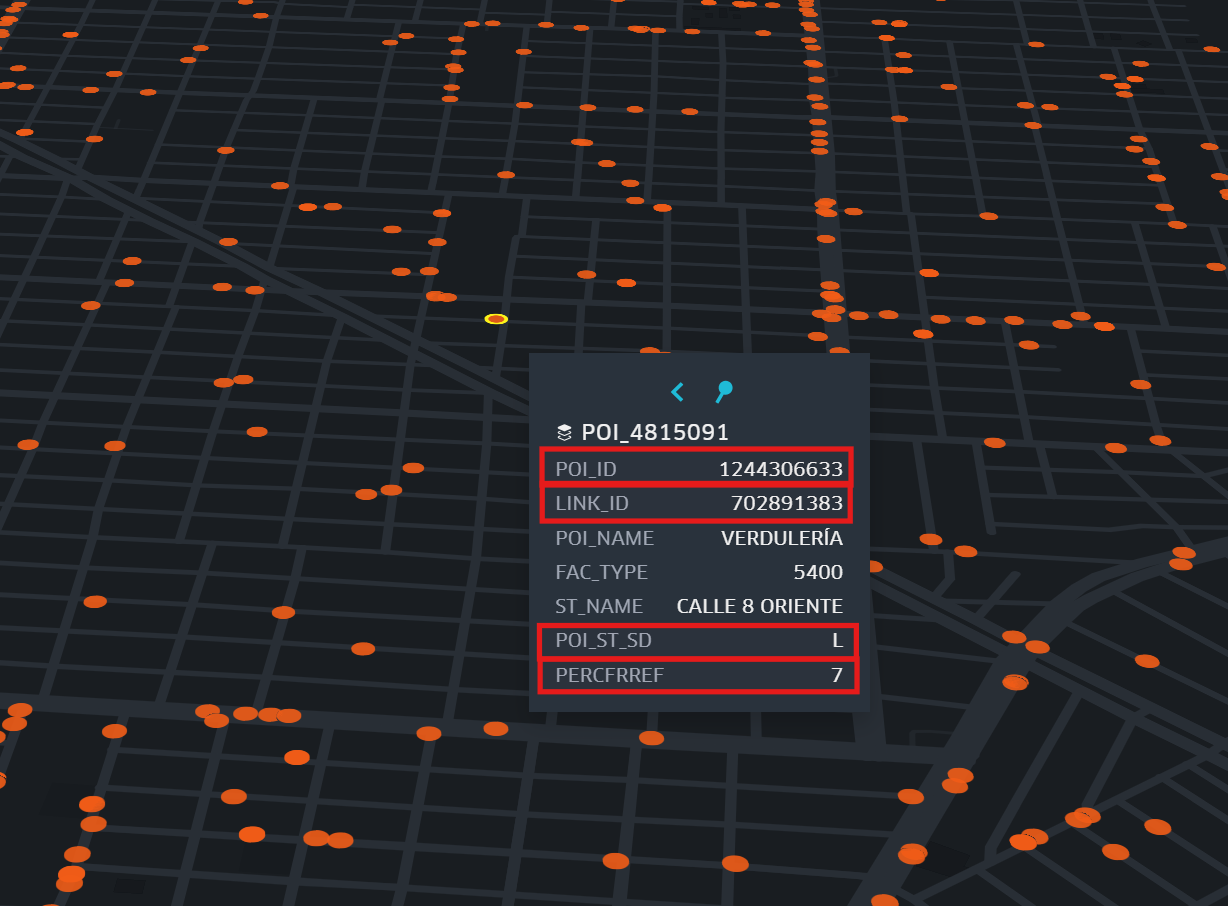 POI_4815091
POI_ID 1244306633
LINK_ID 702891383
POI_NAME VERDULERÍA
FAC_TYPE 5400
ST_NAME CALLE 8 ORIENTE
POI_ST_SD L
PERCFRREF 7